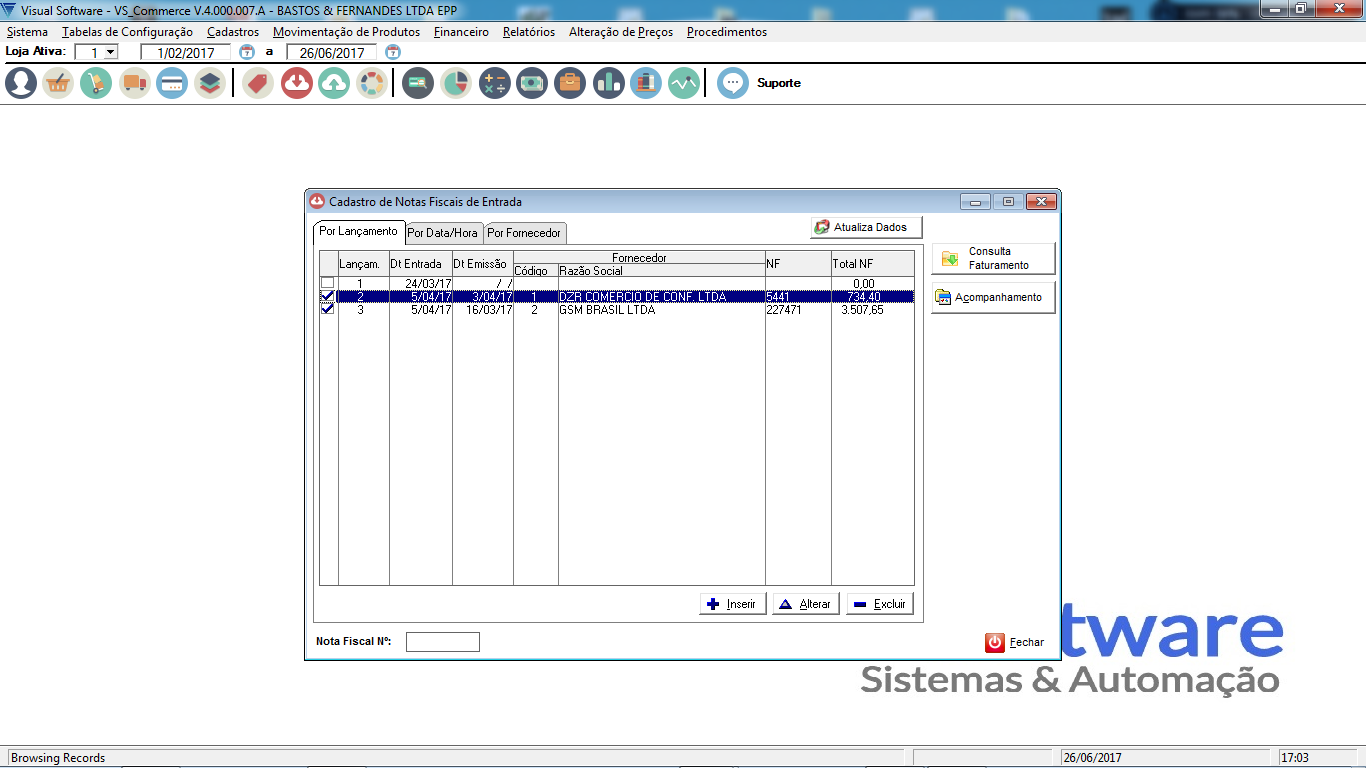 Visual Software - VS_Commerce V.4.000.007.A - BASTOS & FERNANDES LTDA EPP
Sistema Tabelas de Configuração Cadastros Movimentação de Produtos Financeiro Relatórios Alteração de Preços Procedimentos
Loja Ativa: 1 1/02/2017 a 26/06/2017
Suporte
Cadastro de Notas Fiscais de Entrada
Por Lançamento Por Data/Hora Por Fornecedor Atualiza Dados
Lançam. Dt Entrada Dt Emissão Fornecedor NF Total NF
Código Razão Social
1 24/03/17 / / 0,00
2 5/04/17 3/04/17 1 DZR COMERCIO DE CONF. LTDA 5441 734,40
3 5/04/17 16/03/17 2 GSM BRASIL LTDA 227471 3.507,65
Consulta
Faturamento
Acompanhamento
Inserir Alterar Excluir
Nota Fiscal Nº: Fechar
tware
Sistemas & Automação
Browsing Records 26/06/2017 17:03